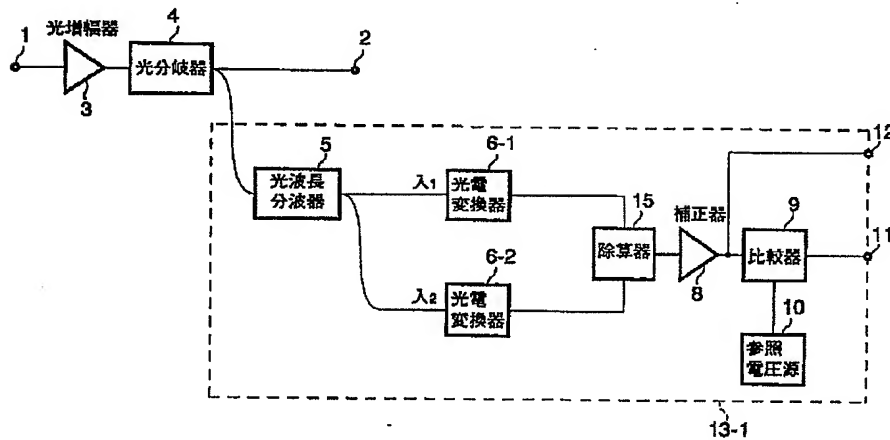 光増幅器
1
3
4
光分岐器
2
5
光波長
分波器
λ1
6-1
光電
変換器
λ2
6-2
光電
変換器
15
除算器
補正器
8
9
比較器
10
参照
電圧源
12
11
13-1